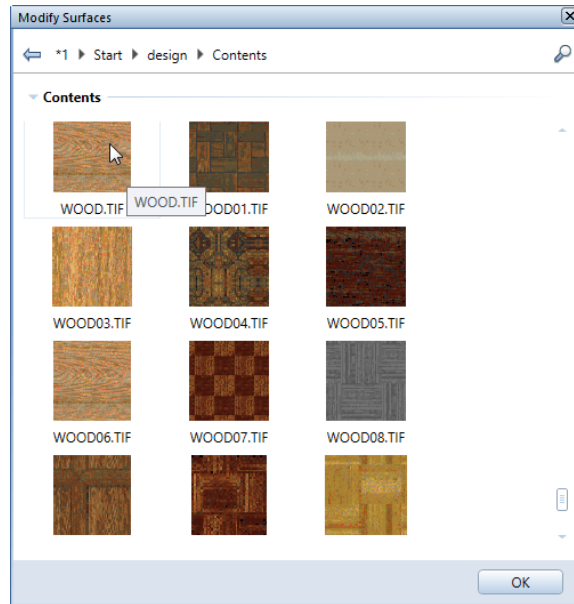 Modify Surfaces
*1 Start design Contents
Contents
WOOD.TIF WOOD.TIF OOD01.TIF WOOD02.TIF
WOOD03.TIF WOOD04.TIF WOOD05.TIF
WOOD06.TIF WOOD07.TIF WOOD08.TIF
OK